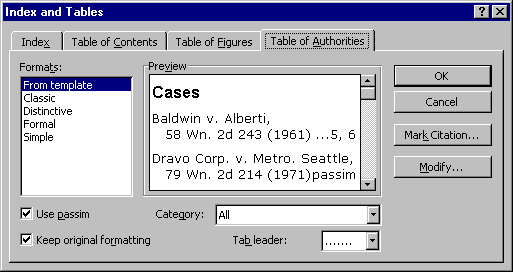 Index and Tables
Index
Table of Contents
Table of Figures
Table of Authorities
Formats:
From template
Classic
Distinctive
Formal
Simple
Preview
Cases
Baldwin v. Alberti,
58 Wn. 2d 243 (1961) ...5, 6
Dravo Corp. v. Metro. Seattle,
79 Wn. 2d 214 (1971)passim
OK
Cancel
Mark Citation...
Modify...
Use passim
Category:
All
Keep original formatting
Tab leader:
.......